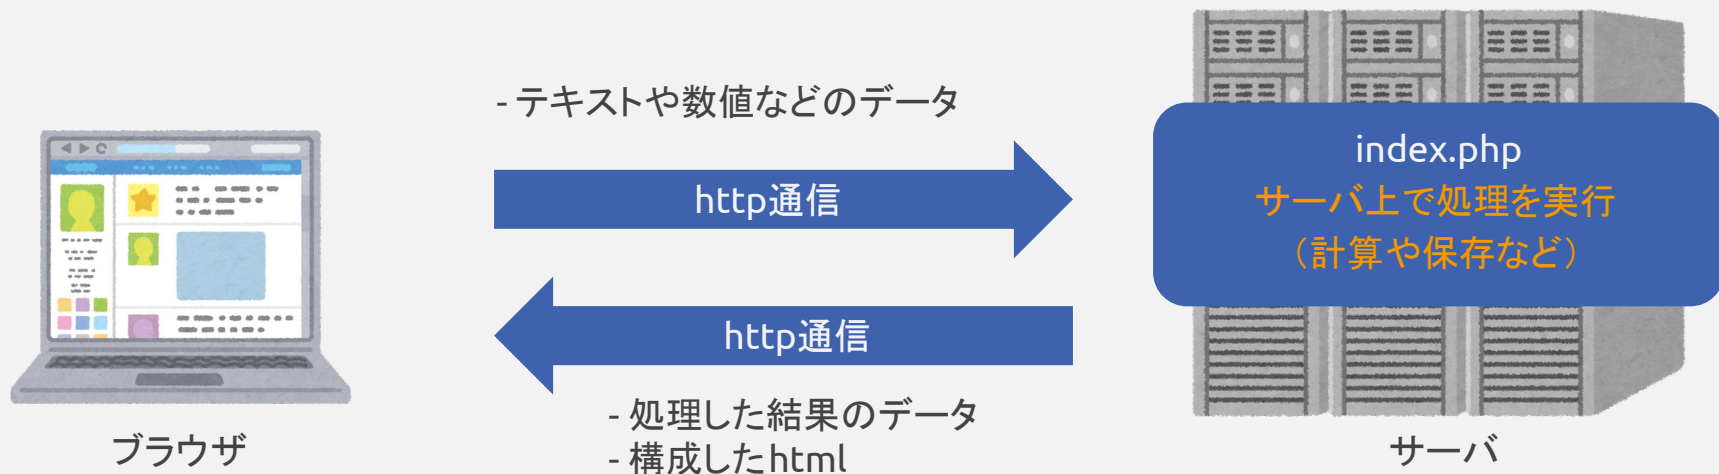 - テキストや数値などのデータ
http通信
index.php
サーバ上で処理を実行
（計算や保存など）
http通信
- 処理した結果のデータ
- 構成したhtml
ブラウザ
サーバ